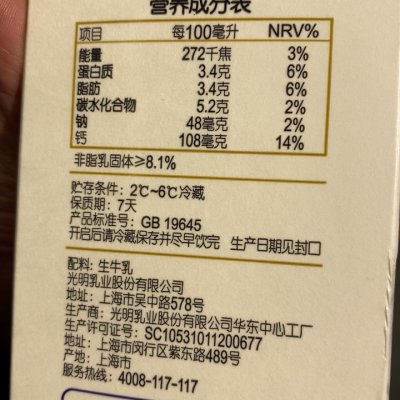 营养成分表
项目 每100毫升 NRV%
能量 272千焦 3%
蛋白质 3.4克 6%
脂肪 3.4克 6%
碳水化合物 5.2克 2%
钠 48毫克 2%
钙 108毫克 14%
非脂乳固体≥8.1%
贮存条件：2℃~6℃冷藏
保质期：7天
产品标准号：GB 19645
开启后请冷藏保存并尽早饮完 生产日期见封口
配料：生牛乳
光明乳业股份有限公司
地址：上海市吴中路578号
生产商：光明乳业股份有限公司华东中心工厂
生产许可证号：SC10531011200677
地址：上海市闵行区紫东路489号
产地：上海市
服务热线：4008-117-117